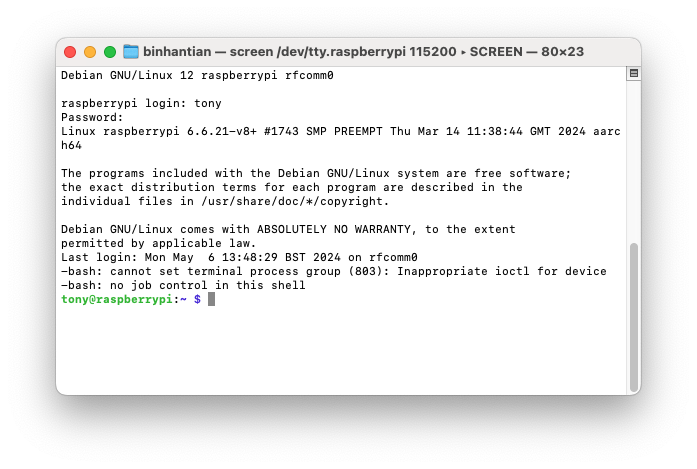 binhantian — screen /dev/tty.raspberrypi 115200 ▸ SCREEN — 80×23
Debian GNU/Linux 12 raspberrypi rfcomm0
raspberrypi login: tony
Password:
Linux raspberrypi 6.6.21-v8+ #1743 SMP PREEMPT Thu Mar 14 11:38:44 GMT 2024 aarc
h64
The programs included with the Debian GNU/Linux system are free software;
the exact distribution terms for each program are described in the
individual files in /usr/share/doc/*/copyright.
Debian GNU/Linux comes with ABSOLUTELY NO WARRANTY, to the extent
permitted by applicable law.
Last login: Mon May  6 13:48:29 BST 2024 on rfcomm0
-bash: cannot set terminal process group (803): Inappropriate ioctl for device
-bash: no job control in this shell
tony@raspberrypi:~ $